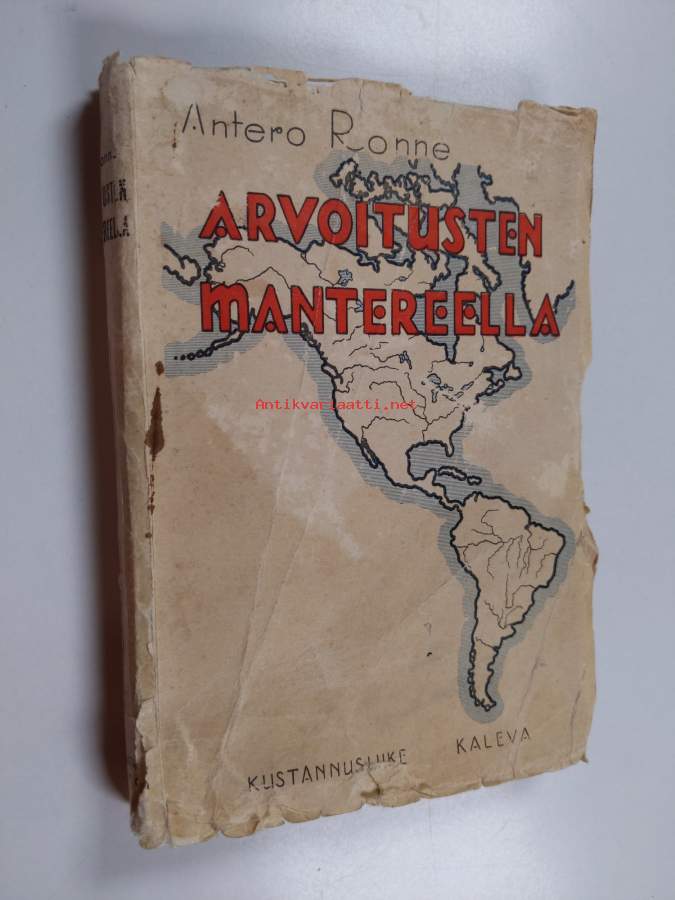 Antero Ronne
ARVOITUSTEN
MANTEREELLA
Antikvariaatti.net
KUSTANNUSLIIKE KALEVA